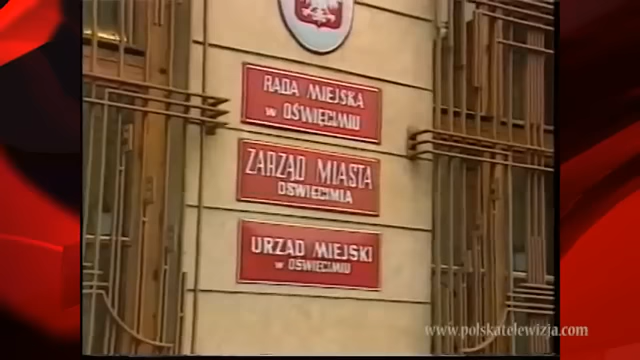 RADA MIEJSKA
w OŚWIĘCIMIU
ZARZĄD MIASTA
OŚWIĘCIMIA
URZĄD MIEJSKI
w OŚWIĘCIMIU
www.polskatelewizja.com